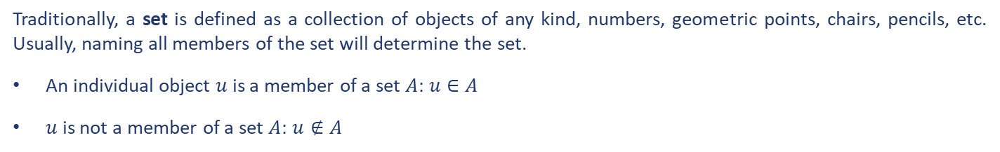 Traditionally, a set is defined as a collection of objects of any kind, numbers, geometric points, chairs, pencils, etc.
Usually, naming all members of the set will determine the set.
• An individual object 𝑢 is a member of a set 𝐴: 𝑢 ∈ 𝐴
• 𝑢 is not a member of a set 𝐴: 𝑢 ∉ 𝐴